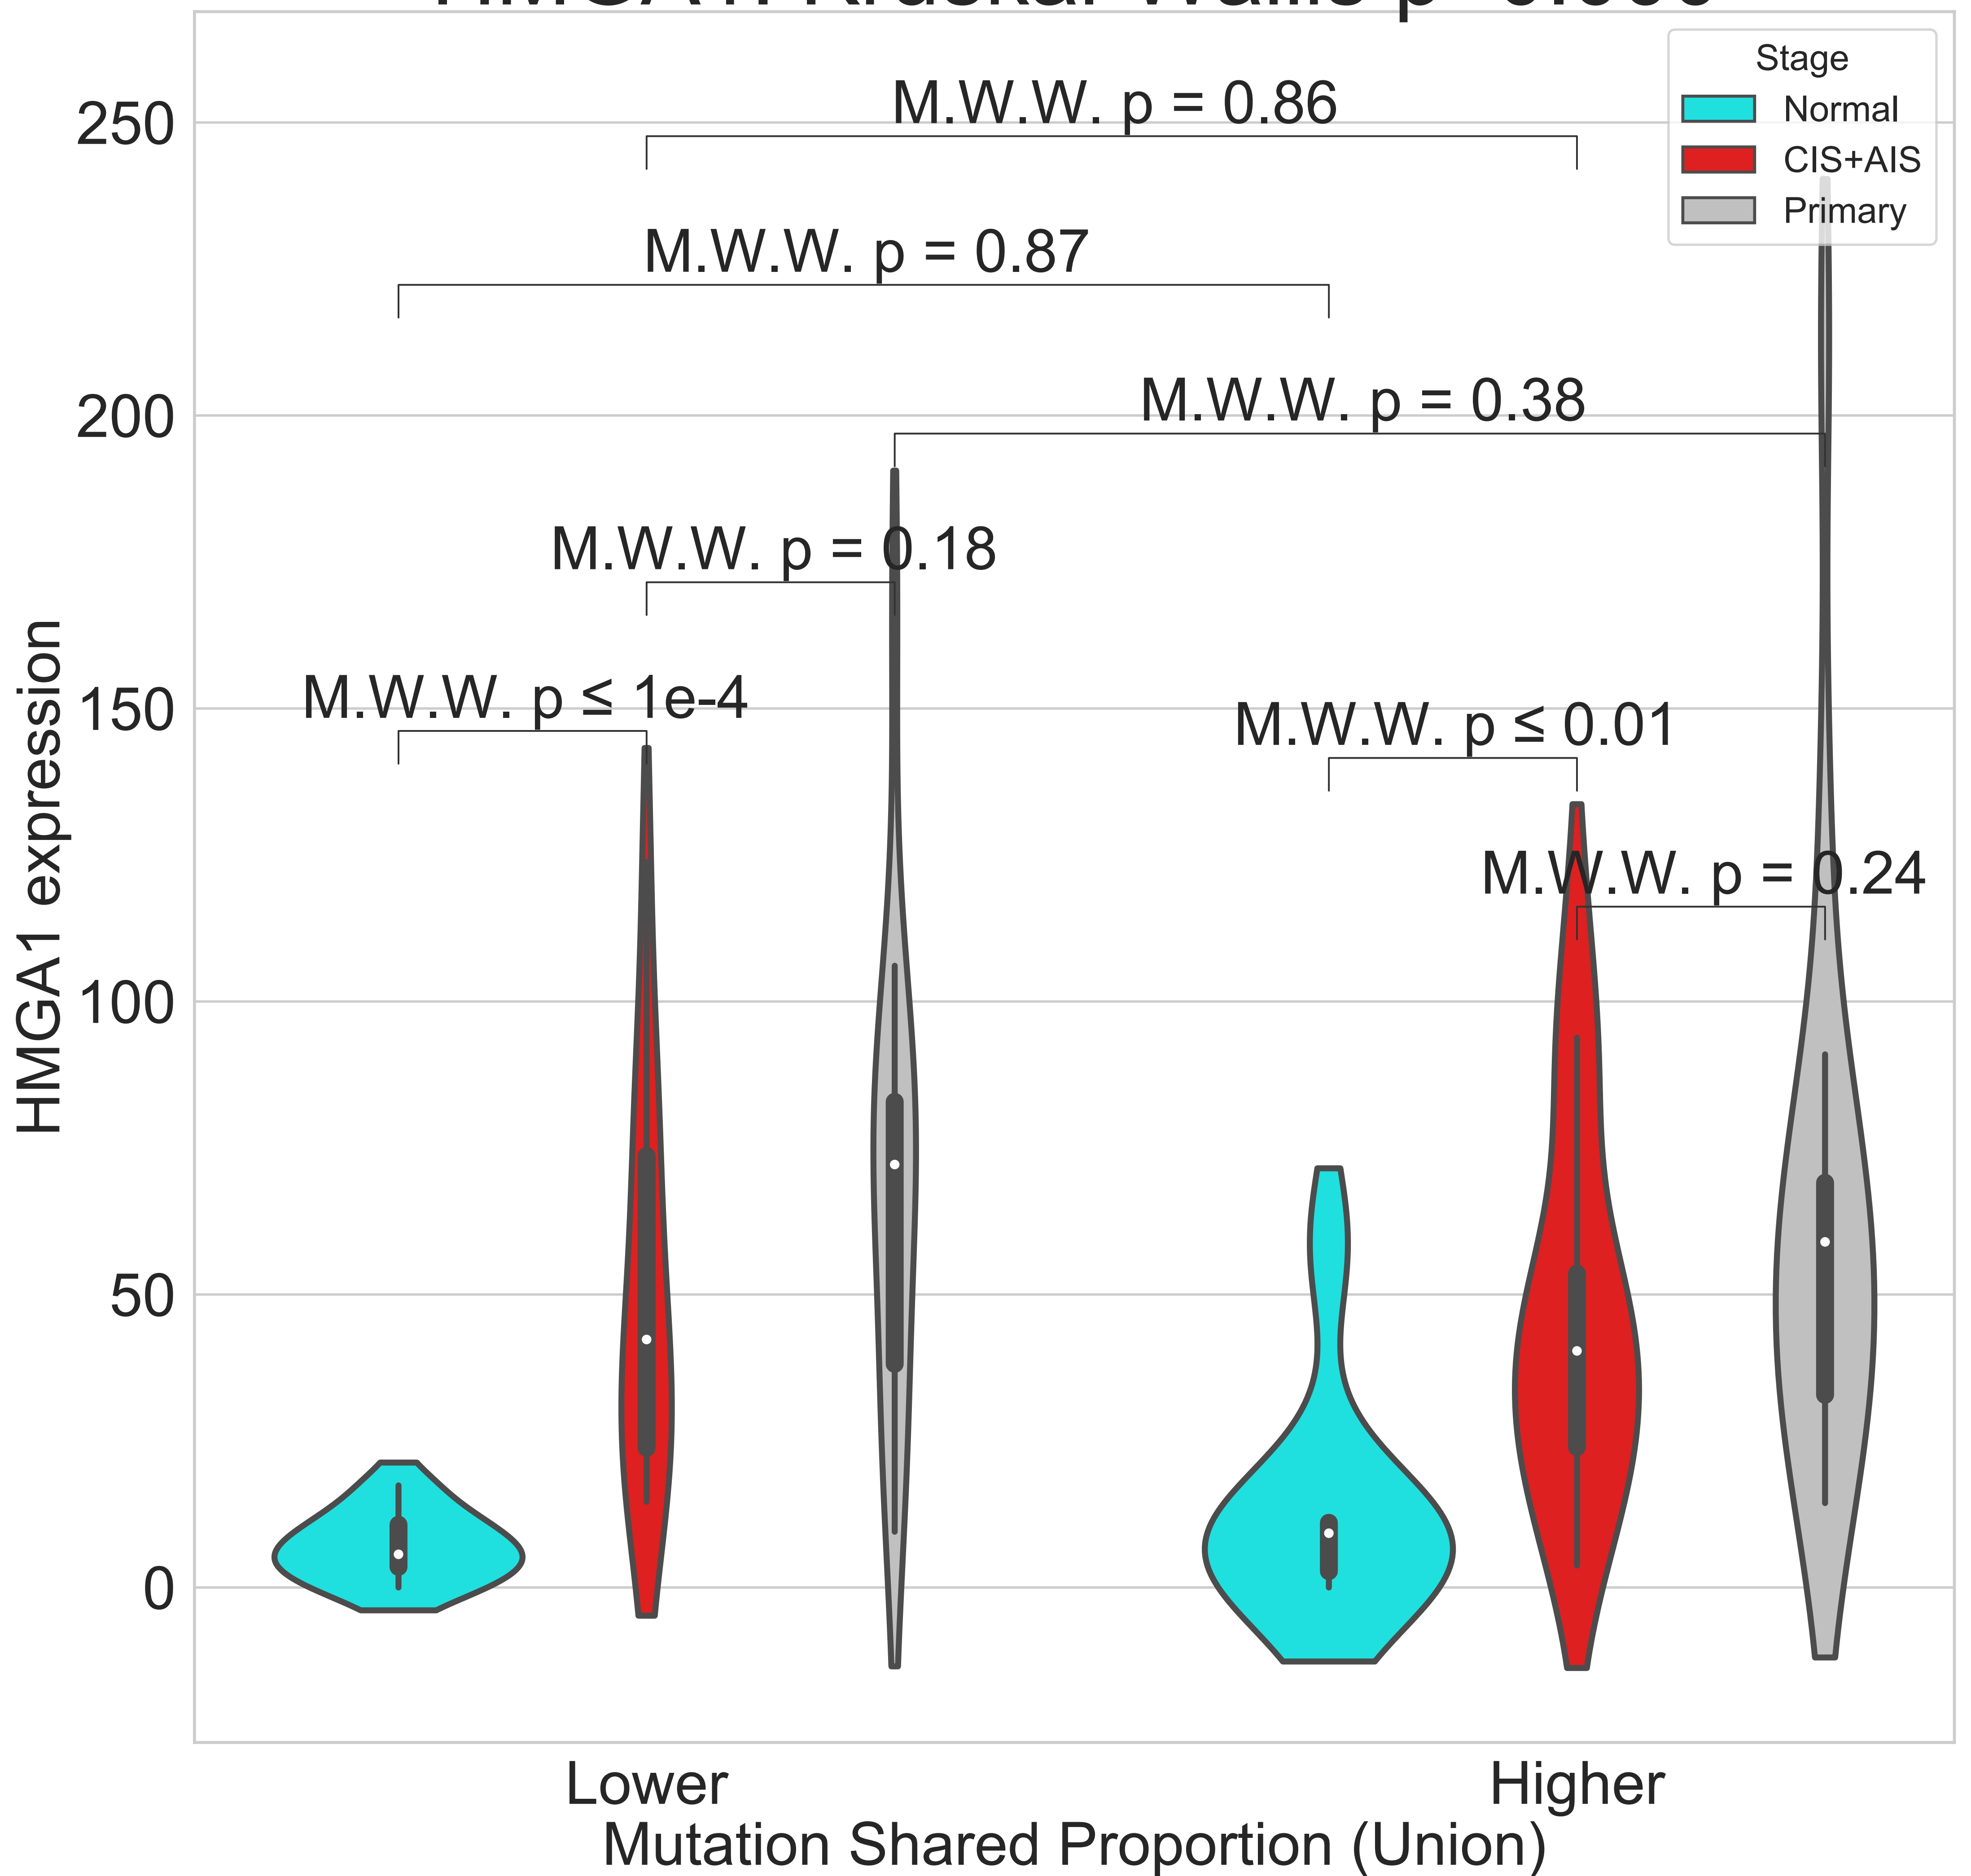 Stage
Normal
CIS+AIS
Primary
M.W.W. p = 0.86
M.W.W. p = 0.87
M.W.W. p = 0.38
M.W.W. p = 0.18
M.W.W. p ≤ 1e-4
M.W.W. p ≤ 0.01
M.W.W. p = 0.24
250
200
150
100
50
0
HMGA1 expression
Lower
Higher
Mutation Shared Proportion (Union)